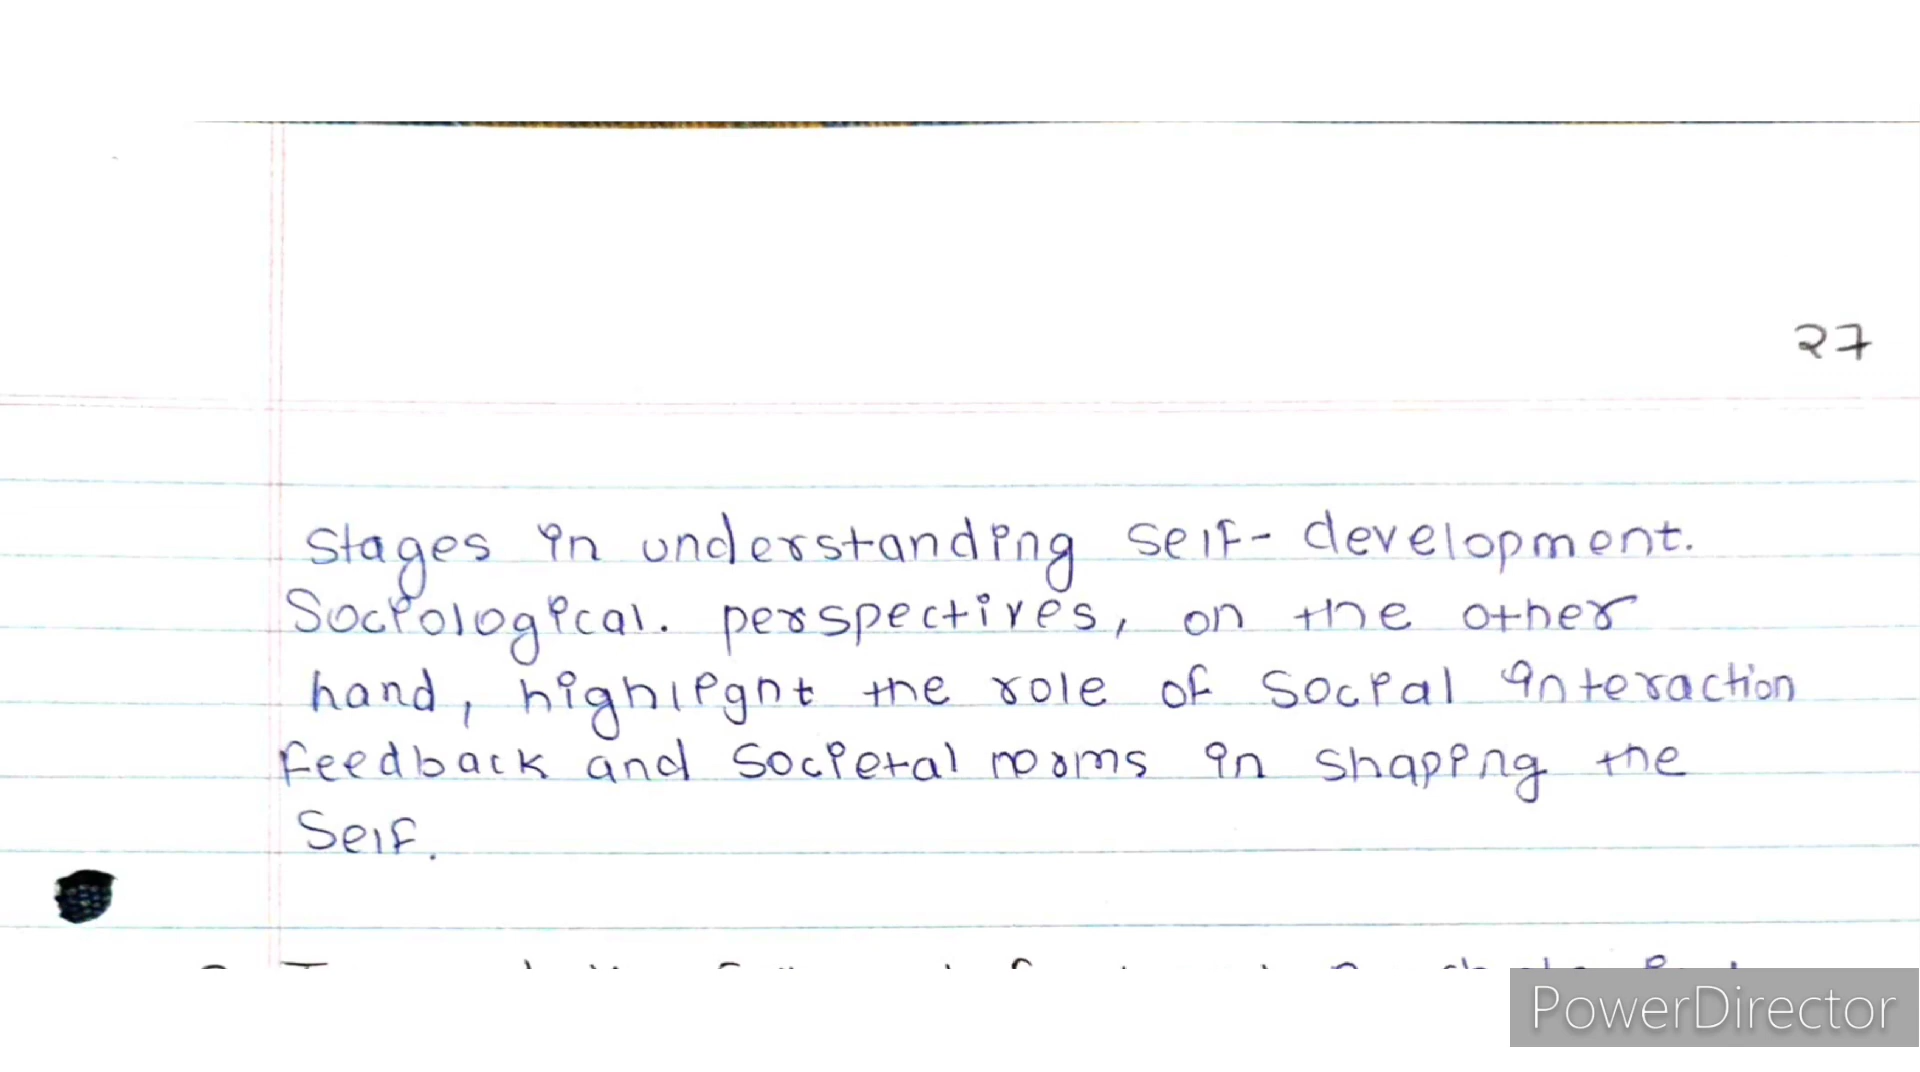 27
Stages in understanding self-development.
Sociological. perspectives, on the other
hand, highlight the role of social interaction
feedback and societal norms in shaping the
Self.
PowerDirector